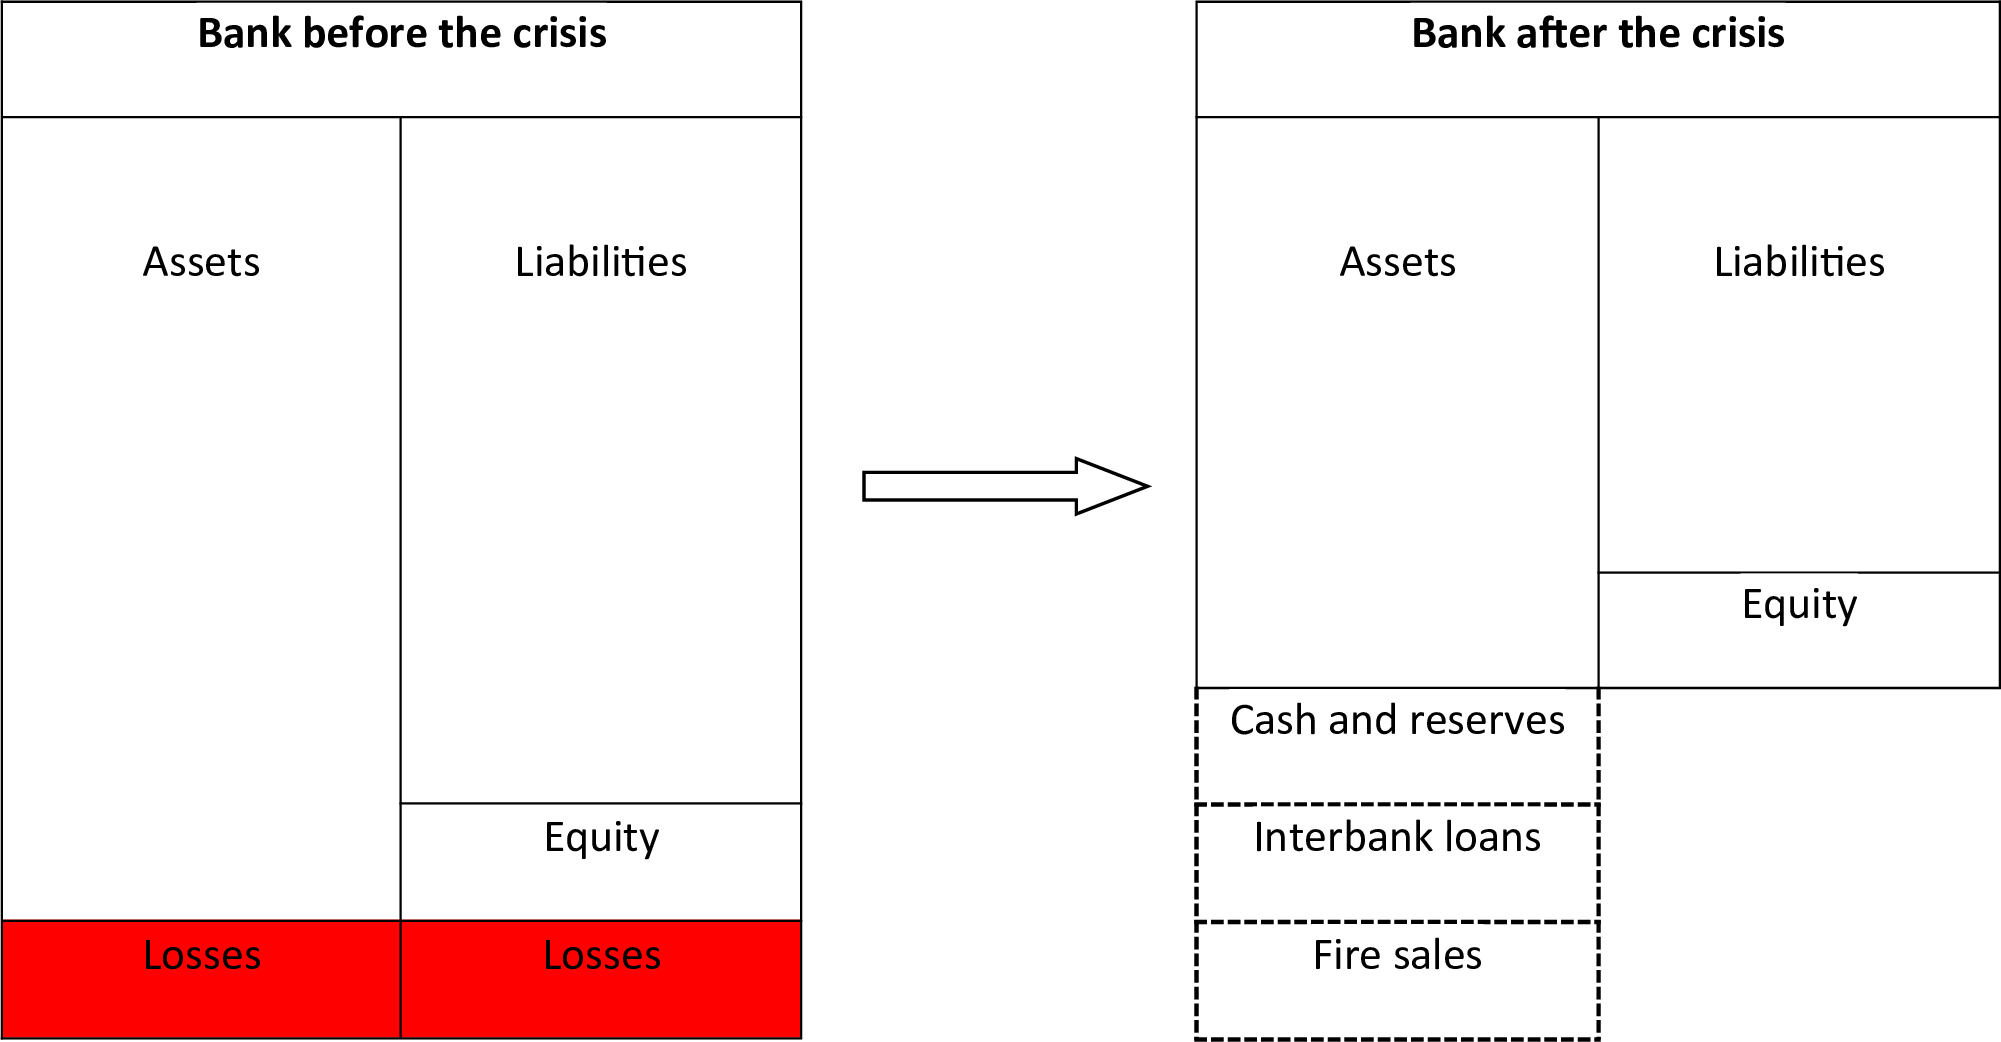 Bank before the crisis
Assets
Liabilities
Equity
Losses
Losses
Bank after the crisis
Assets
Liabilities
Equity
Cash and reserves
Interbank loans
Fire sales